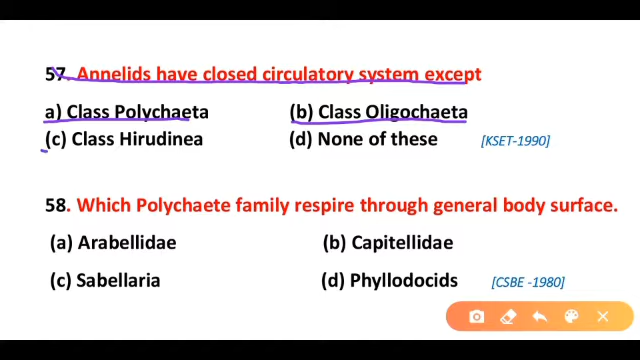 57. Annelids have closed circulatory system except
a) Class Polychaeta (b) Class Oligochaeta
(c) Class Hirudinea (d) None of these [KSET-1990]
58. Which Polychaete family respire through general body surface.
(a) Arabellidae (b) Capitellidae
(c) Sabellaria (d) Phyllodocids [CSBE -1980]